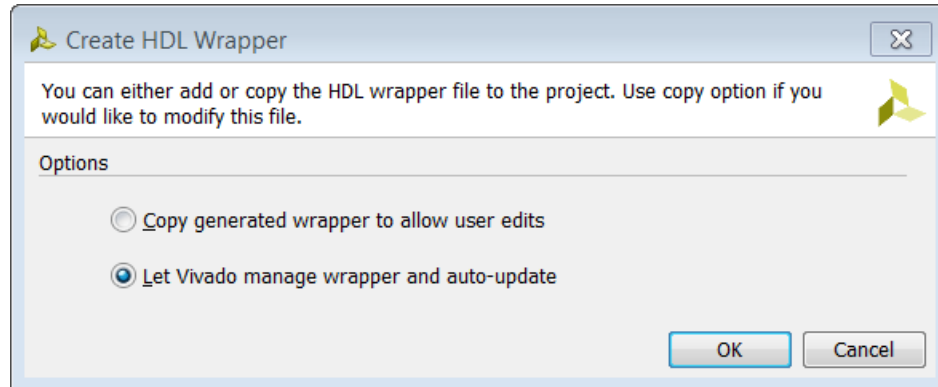 Create HDL Wrapper
You can either add or copy the HDL wrapper file to the project. Use copy option if you
would like to modify this file.
Options
Copy generated wrapper to allow user edits
Let Vivado manage wrapper and auto-update
OK Cancel